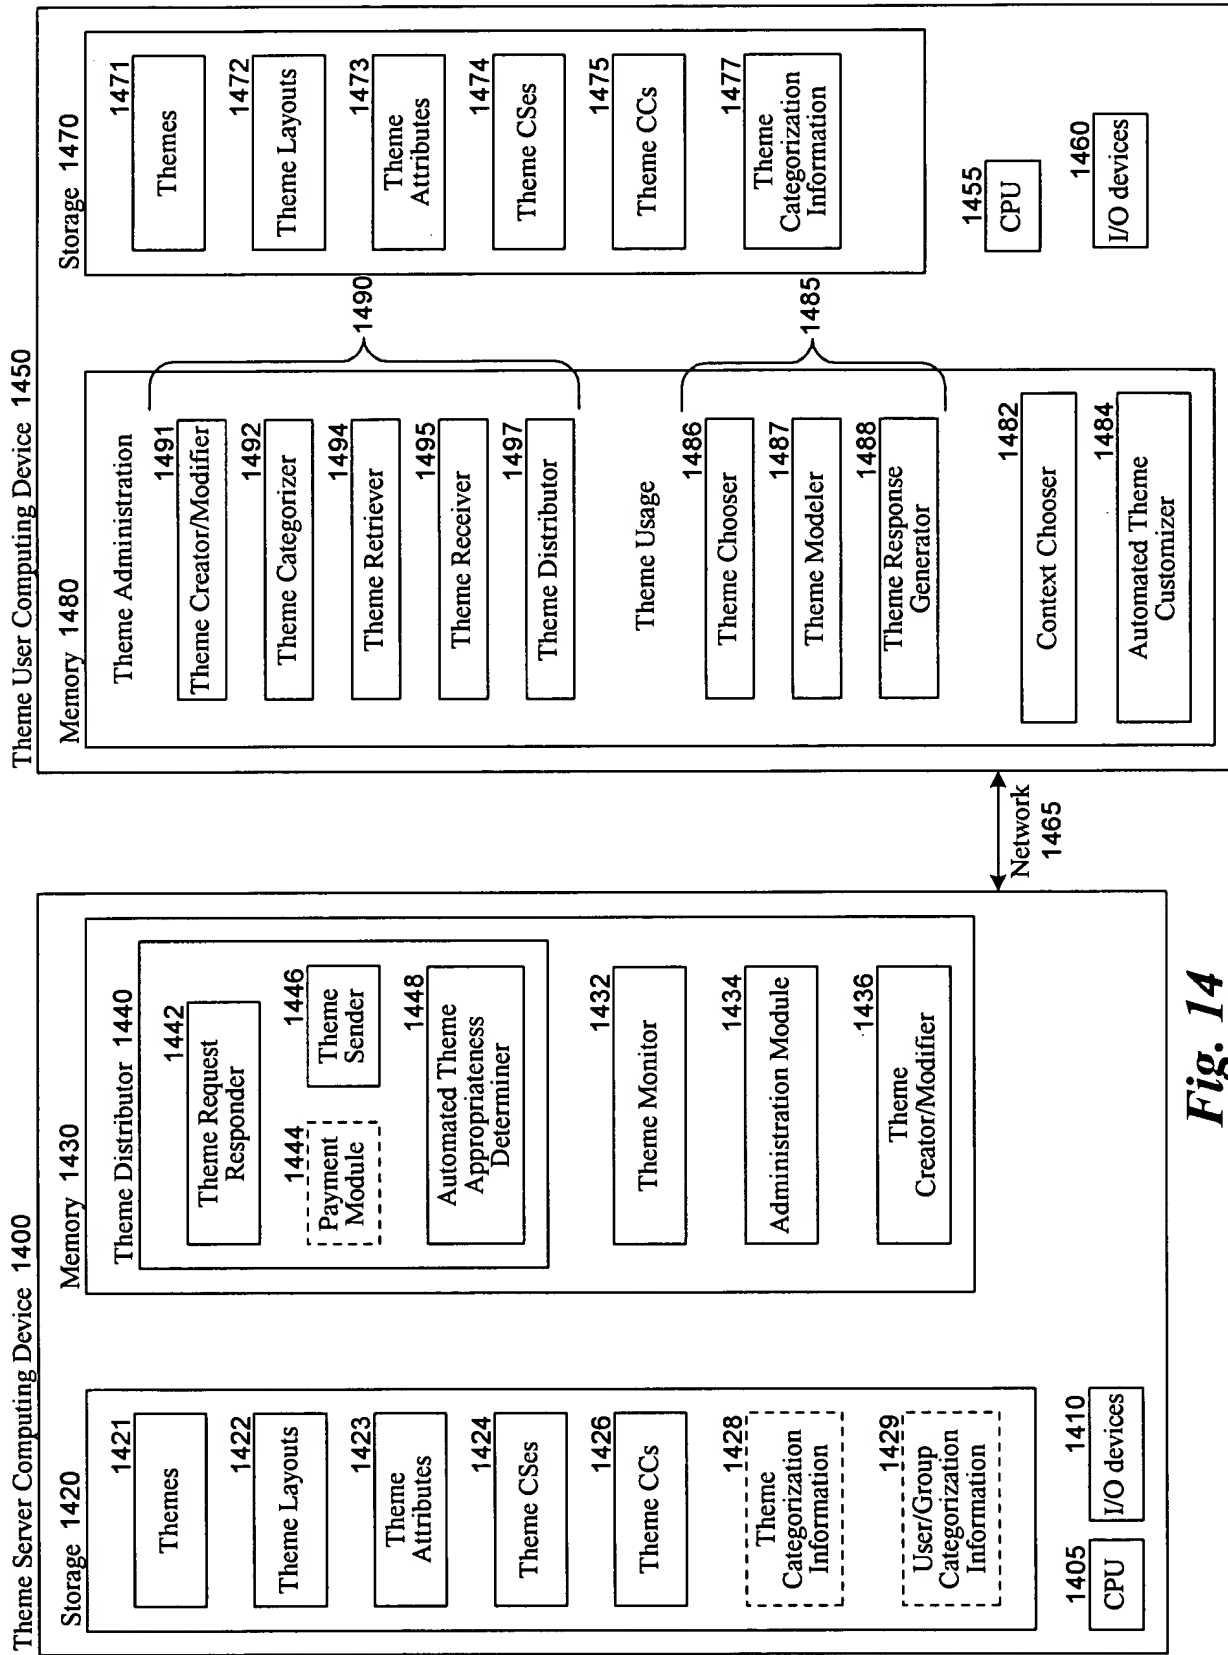 Theme Server Computing Device 1400
Storage 1420
1421
Themes
1422
Theme Layouts
1423
Theme
Attributes
1424
Theme CSes
1426
Theme CCs
1428
Theme
Categorization
Information
1429
User/Group
Categorization
Information
1405
CPU
1410
I/O devices
Memory 1430
Theme Distributor 1440
1442
Theme Request
Responder
1444
Payment
Module
1446
Theme
Sender
1448
Automated Theme
Appropriateness
Determiner
1432
Theme Monitor
1434
Administration Module
1436
Theme
Creator/Modifier
Network
1465
Theme User Computing Device 1450
Memory 1480
Theme Administration
1491
Theme Creator/Modifier
1492
Theme Categorizer
1494
Theme Retriever
1495
Theme Receiver
1497
Theme Distributor
1490
Theme Usage
1486
Theme Chooser
1487
Theme Modeler
1488
Theme Response
Generator
1485
1482
Context Chooser
1484
Automated Theme
Customizer
Storage 1470
1471
Themes
1472
Theme Layouts
1473
Theme
Attributes
1474
Theme CSes
1475
Theme CCs
1477
Theme
Categorization
Information
1455
CPU
1460
I/O devices
Fig. 14